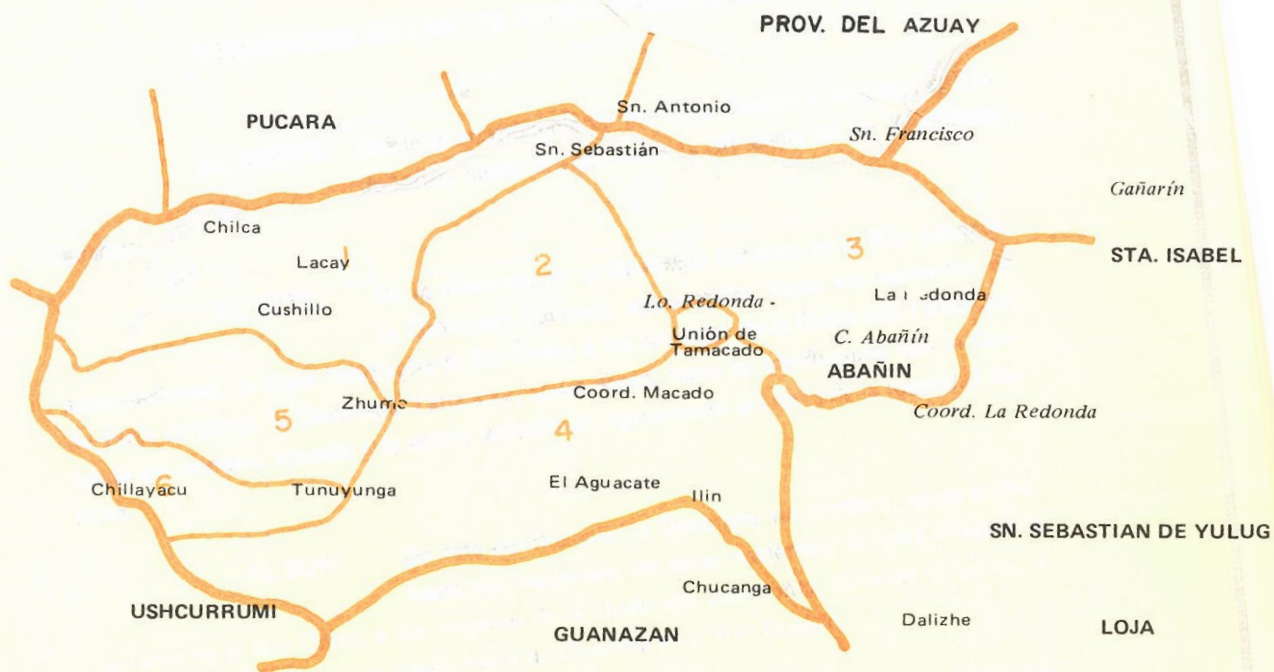 PROV. DEL AZUAY
Sn. Antonio
PUCARA
Sn. Francisco
Sn. Sebastián
Gañarín
Chilca
STA. ISABEL
Lacay
1
2
3
Cushillo
Lo. Redonda -
La
Unión de
Tamacado
C. Abañín
ABAÑIN
Coord. Macado
Coord. La Redonda
5
4
6
Chillayacu
Tunuyunga
El Aguacate
Ilin
SN. SEBASTIAN DE YULUG
Chucanga
USHCURRUMI
GUANAZAN
Dalizhe
LOJA